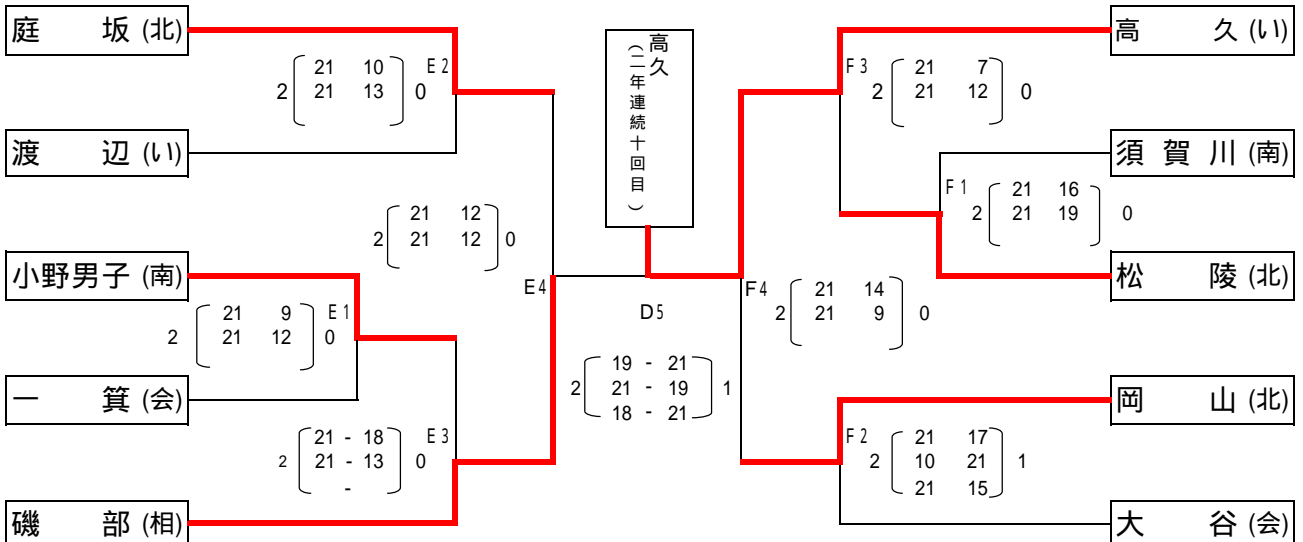 庭 坂 (北)
21 10 E2
2 21 13 0
渡 辺 (い)
21 12
2 21 12 0
小野男子 (南)
E4
21 9 E1
2 21 12 0
一 箕 (会)
21 - 18 E3
2 21 - 13 0
-
磯 部 (相)
高久
(二年連続十回目)
D5
19 - 21
2 21 - 19 1
18 - 21
高 久 (い)
F3 21 7
2 21 12 0
須 賀 川 (南)
F1 21 16
2 21 19 0
松 陵 (北)
F4 21 14
2 21 9 0
岡 山 (北)
F2 21 17
2 10 21 1
21 15
大 谷 (会)